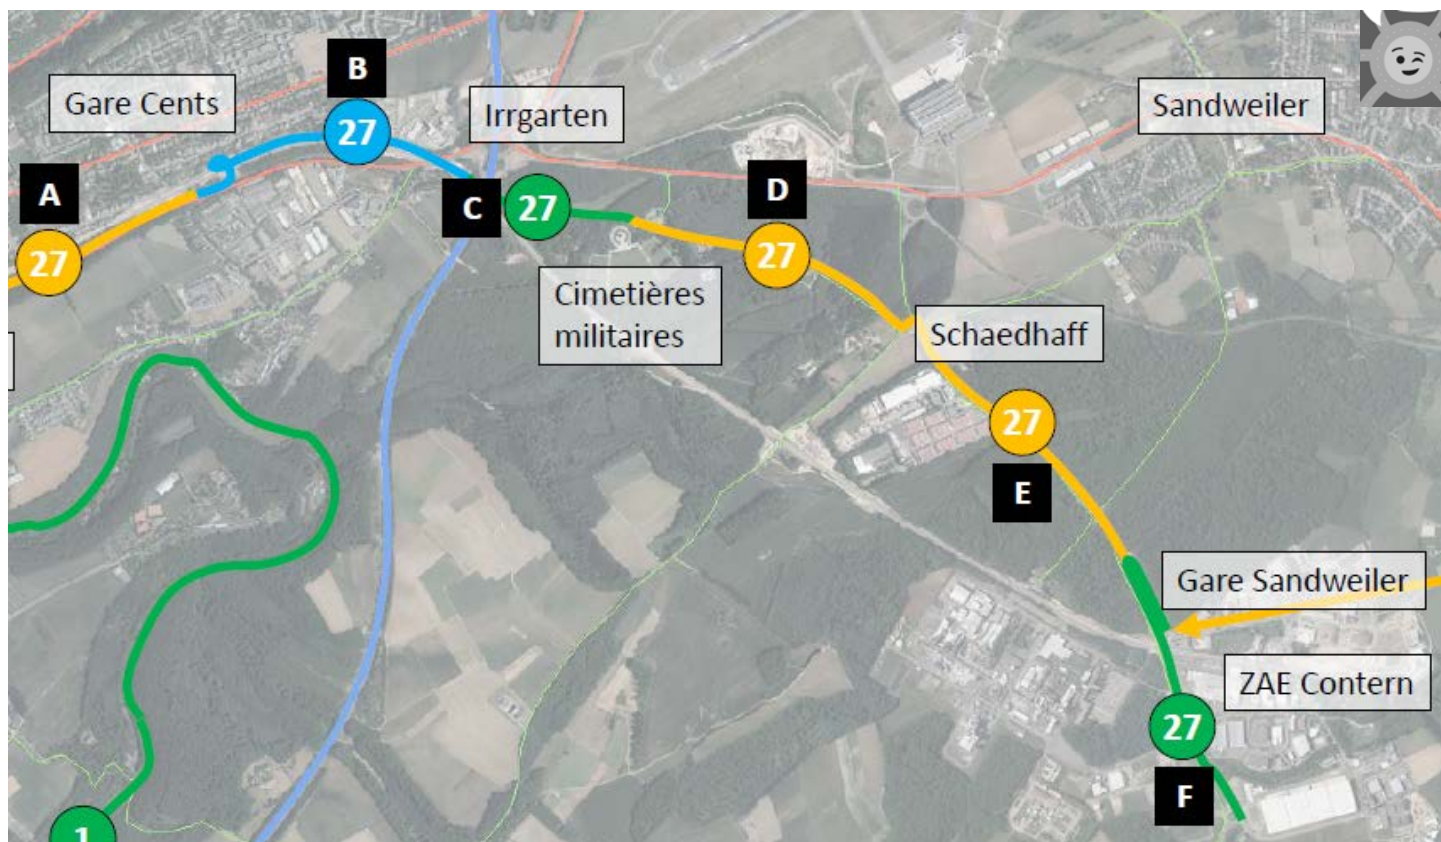 B
Gare Cents
27
Irrgarten
Sandweiler
A
27
C
27
D
27
Cimetières
militaires
Schaedhaff
27
E
Gare Sandweiler
ZAE Contern
27
F
1